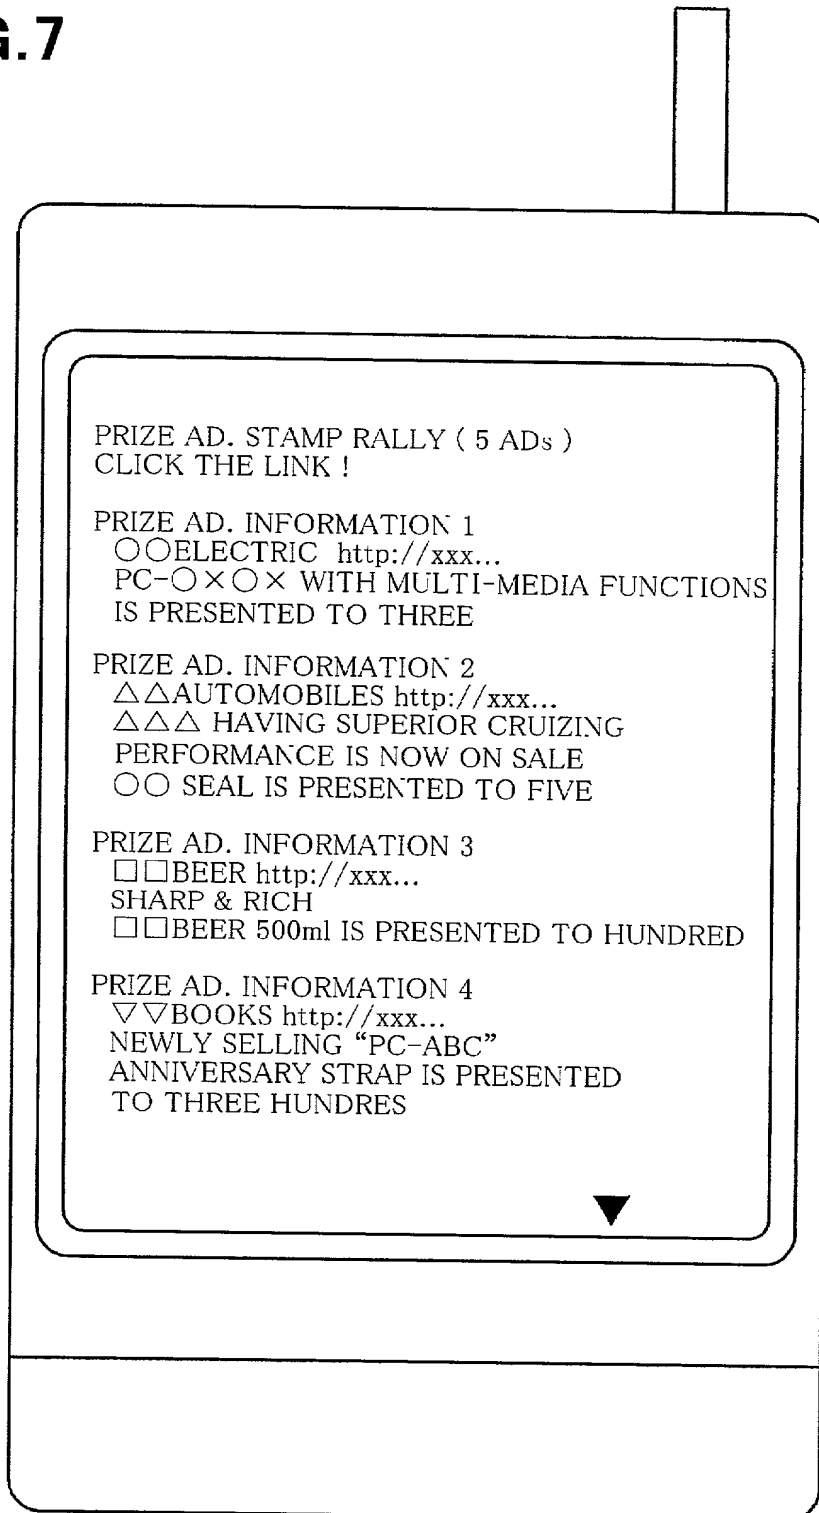 G.7
PRIZE AD. STAMP RALLY ( 5 ADs )
CLICK THE LINK !
PRIZE AD. INFORMATION 1
○○ELECTRIC http://xxx...
PC-○×○× WITH MULTI-MEDIA FUNCTIONS
IS PRESENTED TO THREE
PRIZE AD. INFORMATION 2
△△AUTOMOBILES http://xxx...
△△△ HAVING SUPERIOR CRUIZING
PERFORMANCE IS NOW ON SALE
○○ SEAL IS PRESENTED TO FIVE
PRIZE AD. INFORMATION 3
□□BEER http://xxx...
SHARP & RICH
□□BEER 500ml IS PRESENTED TO HUNDRED
PRIZE AD. INFORMATION 4
▽▽BOOKS http://xxx...
NEWLY SELLING “PC-ABC”
ANNIVERSARY STRAP IS PRESENTED
TO THREE HUNDRES